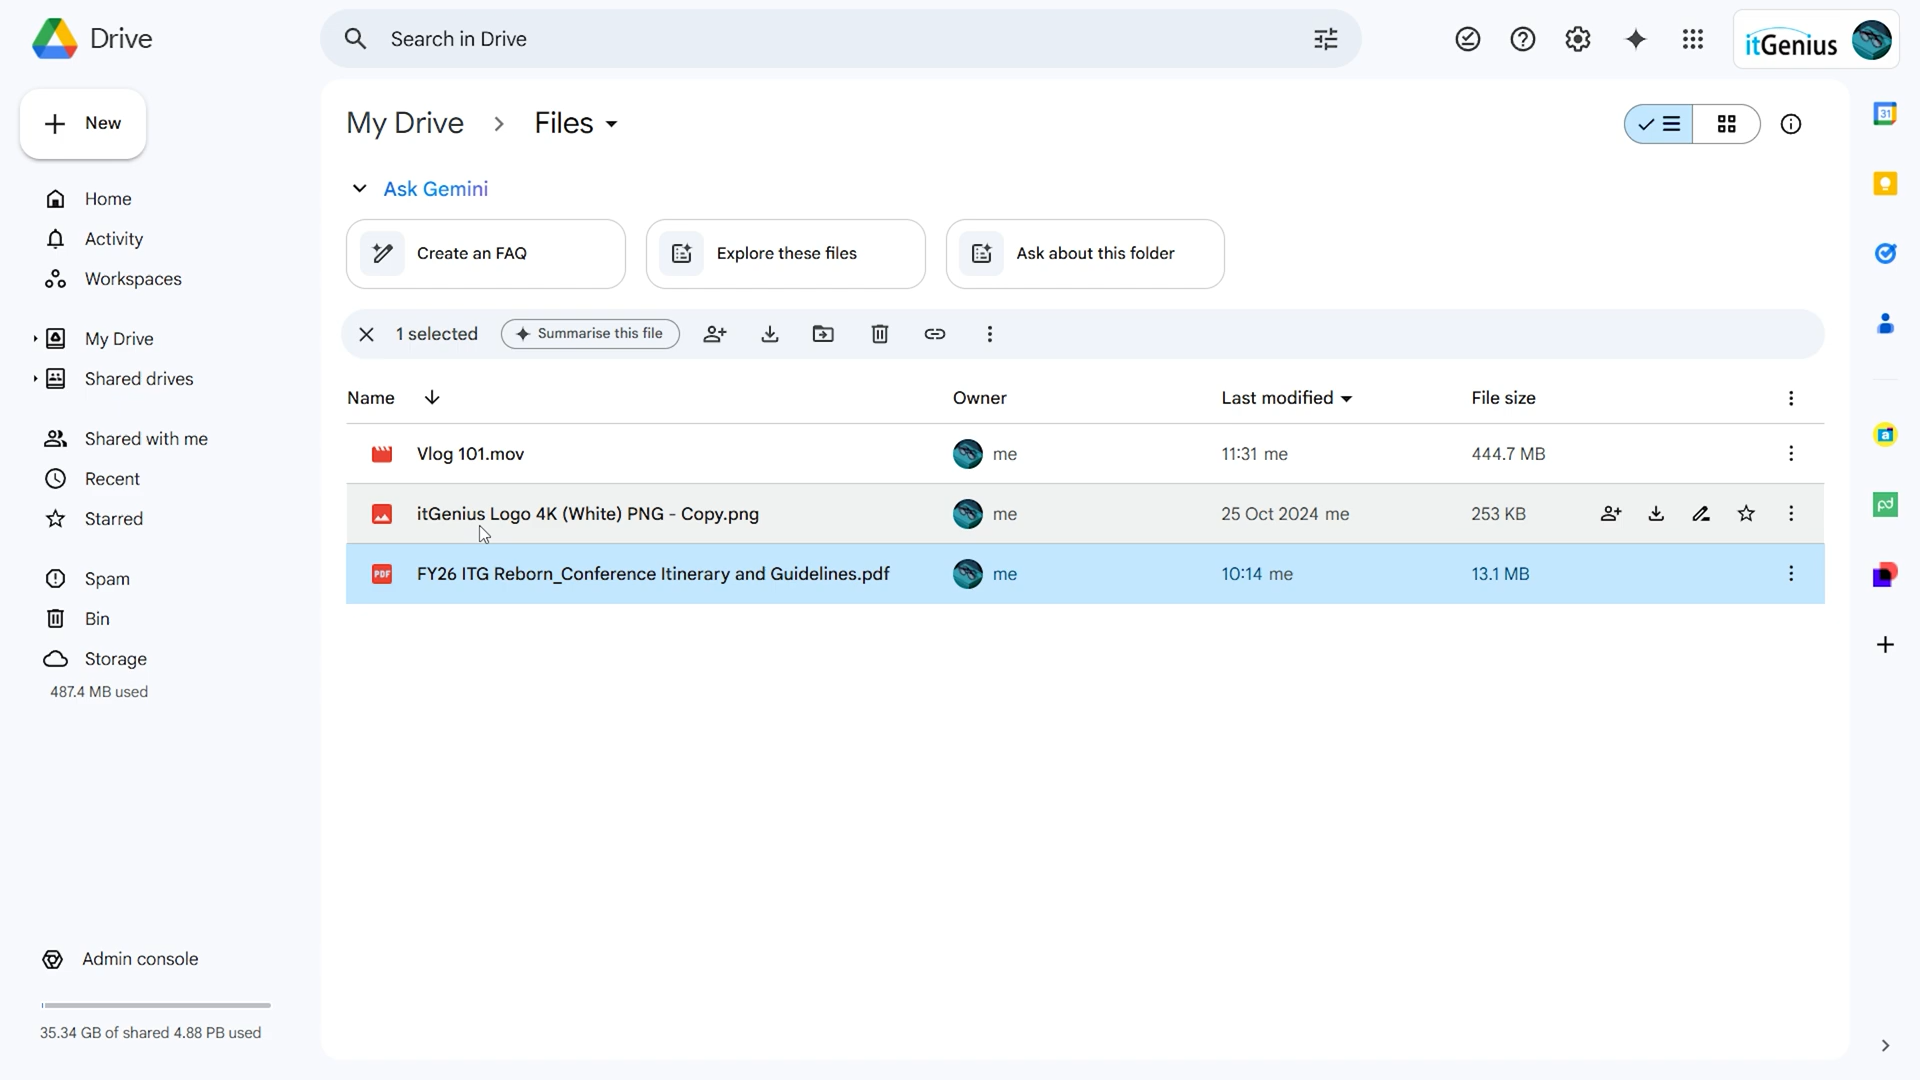 Drive
Search in Drive
itGenius
New
Home
Activity
Workspaces
My Drive
Shared drives
Shared with me
Recent
Starred
Spam
Bin
Storage
487.4 MB used
Admin console
35.34 GB of shared 4.88 PB used
My Drive > Files
Ask Gemini
Create an FAQ
Explore these files
Ask about this folder
1 selected Summarise this file
Name Owner Last modified File size
Vlog 101.mov me 11:31 me 444.7 MB
itGenius Logo 4K (White) PNG - Copy.png me 25 Oct 2024 me 253 KB
PDF FY26 ITG Reborn_Conference Itinerary and Guidelines.pdf me 10:14 me 13.1 MB
31
a
pd